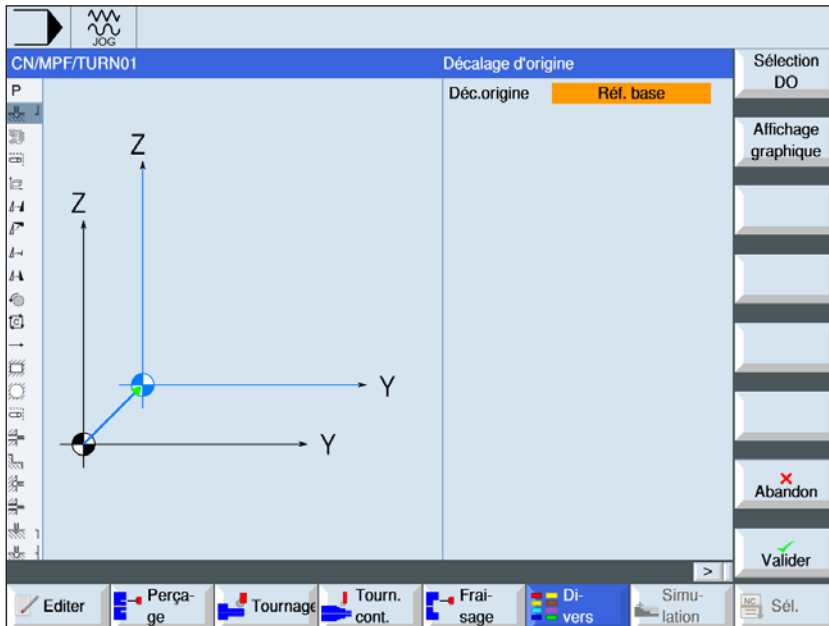 JOG
CN/MPF/TURN01
Décalage d'origine
Déc.origine
Réf. base
P
Z
Z
Y
Y
Sélection
DO
Affichage
graphique
Abandon
Valider
>
Editer
Perça-
ge
Tournage
Tourn.
cont.
Frai-
sage
Di-
vers
Simu-
lation
NC
Sél.